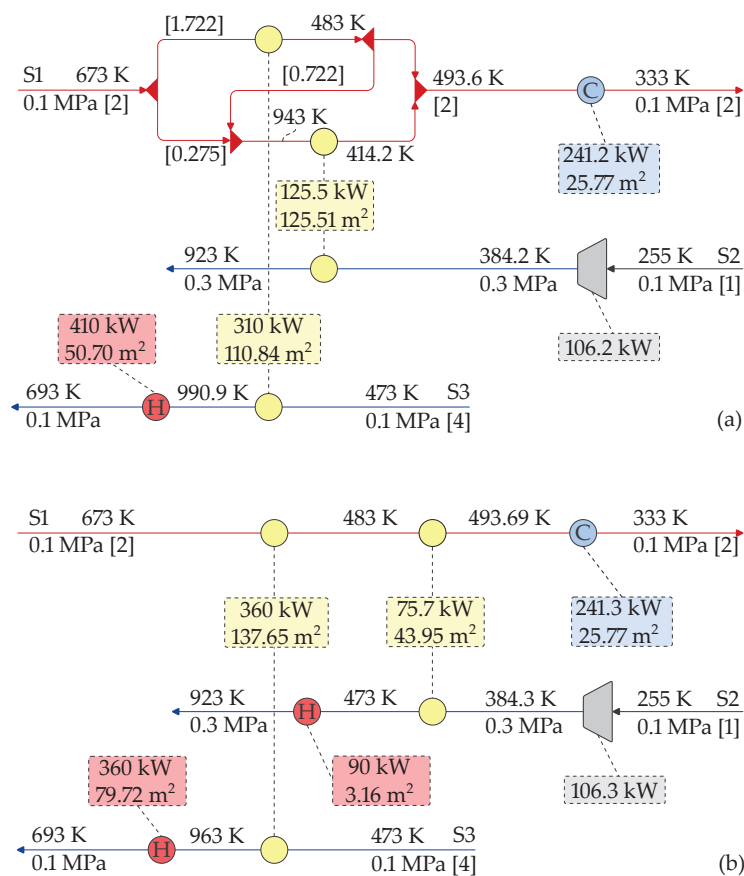 [1.722]
483 K
S1 673 K
[0.722]
493.6 K
333 K
C
0.1 MPa [2]
[2]
0.1 MPa [2]
943 K
[0.275]
414.2 K
241.2 kW
25.77 m²
125.5 kW
125.51 m²
923 K
384.2 K
255 K S2
0.3 MPa
0.3 MPa
0.1 MPa [1]
410 kW
50.70 m²
310 kW
110.84 m²
106.2 kW
693 K
990.9 K
473 K S3
H
0.1 MPa
0.1 MPa [4]
(a)
S1 673 K
483 K
493.69 K
333 K
C
0.1 MPa [2]
0.1 MPa [2]
360 kW
137.65 m²
75.7 kW
43.95 m²
241.3 kW
25.77 m²
923 K
473 K
384.3 K
255 K S2
H
0.3 MPa
0.3 MPa
0.1 MPa [1]
360 kW
79.72 m²
90 kW
3.16 m²
106.3 kW
693 K
963 K
473 K S3
H
0.1 MPa
0.1 MPa [4]
(b)